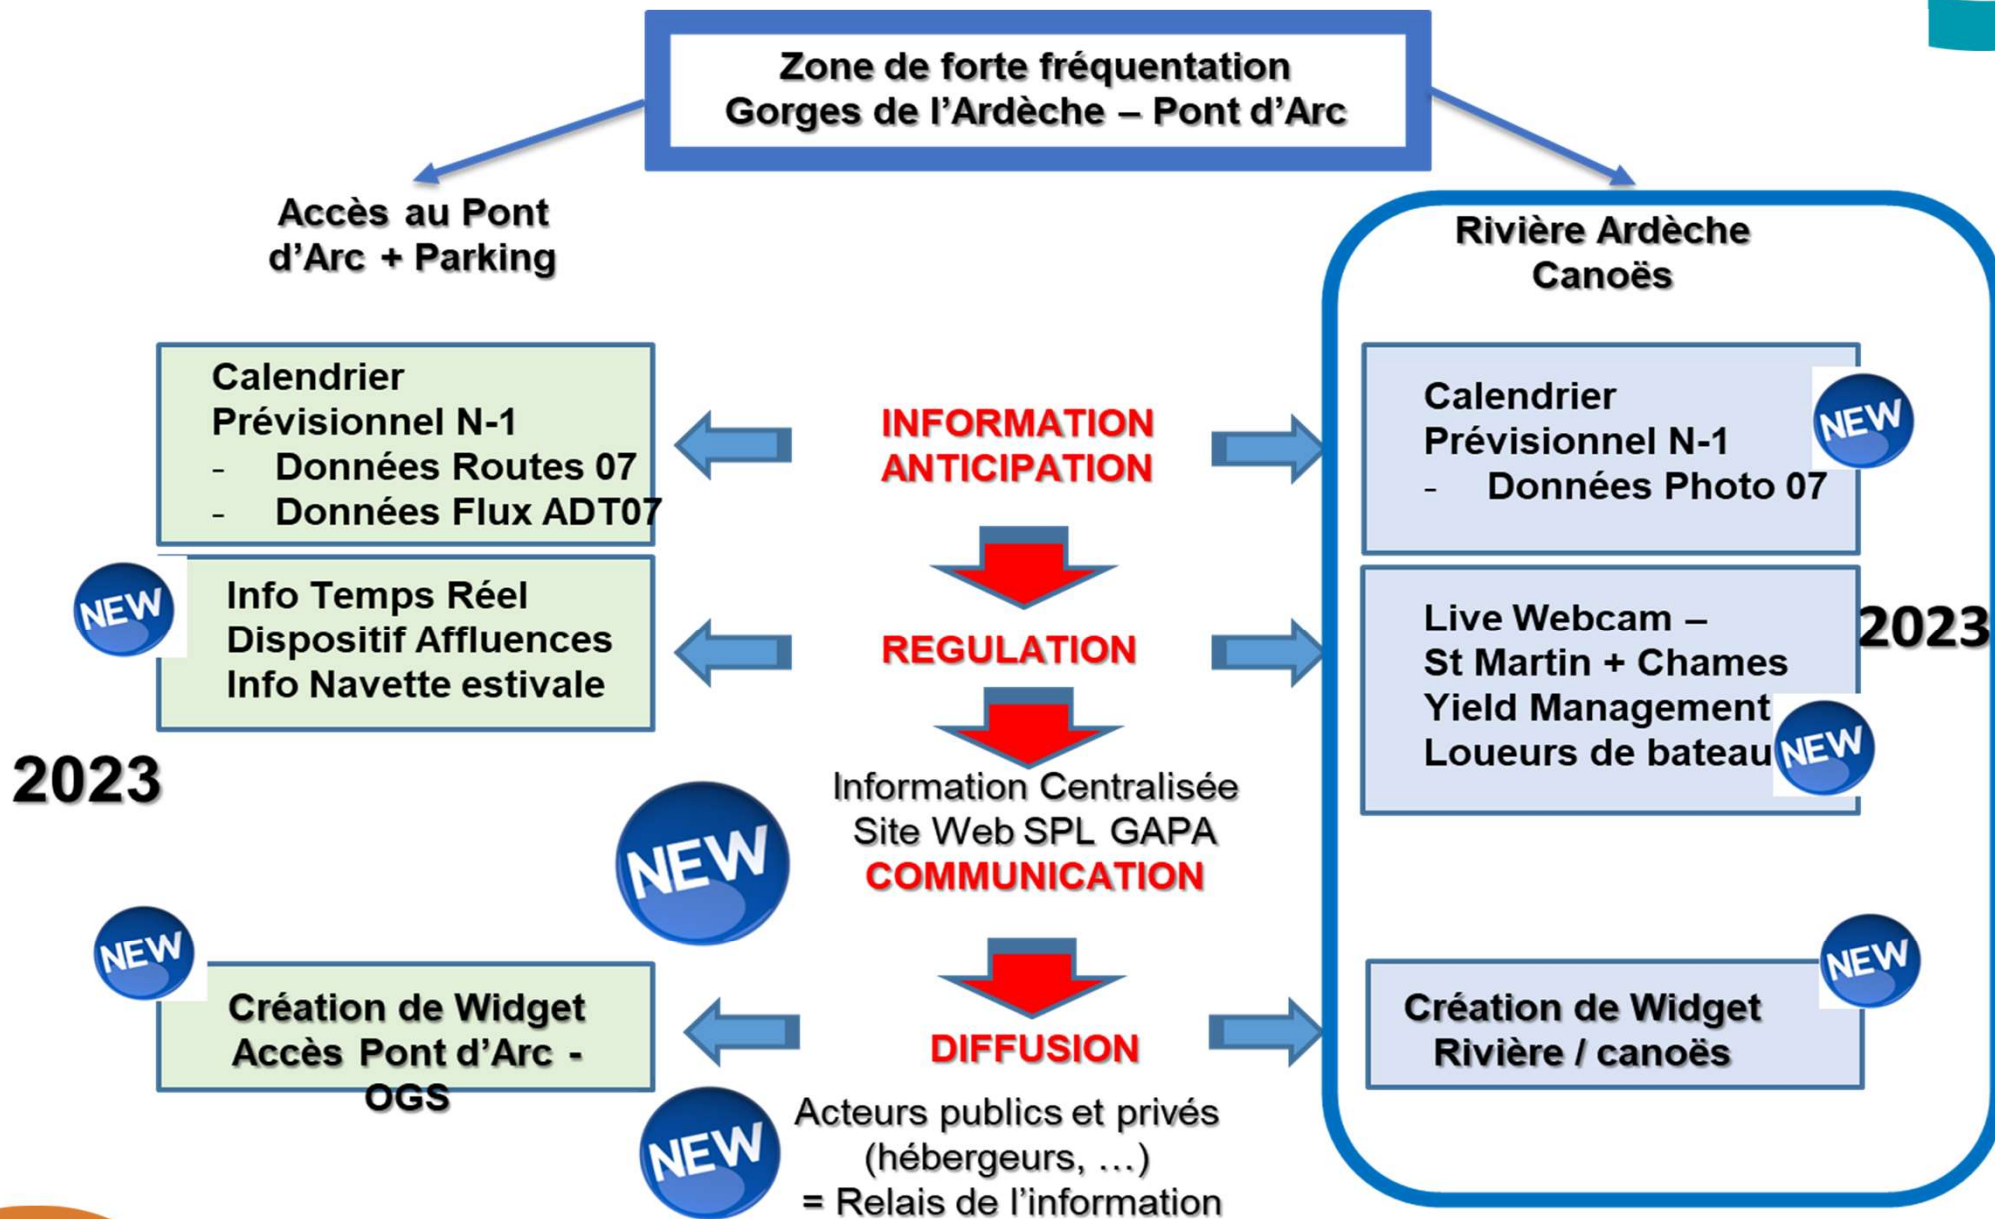 Zone de forte fréquentation
Gorges de l'Ardèche – Pont d'Arc
Accès au Pont
d'Arc + Parking
Rivière Ardèche
Canoës
Calendrier
Prévisionnel N-1
- Données Routes 07
- Données Flux ADT07
INFORMATION
ANTICIPATION
Calendrier
Prévisionnel N-1
- Données Photo 07
NEW
NEW
Info Temps Réel
Dispositif Affluences
Info Navette estivale
REGULATION
Live Webcam –
St Martin + Chames
Yield Management
Loueurs de bateau
NEW
2023
2023
NEW
Information Centralisée
Site Web SPL GAPA
COMMUNICATION
NEW
Création de Widget
Accès Pont d'Arc -
OGS
DIFFUSION
NEW
Création de Widget
Rivière / canoës
NEW
Acteurs publics et privés
(hébergeurs, ...)
= Relais de l'information